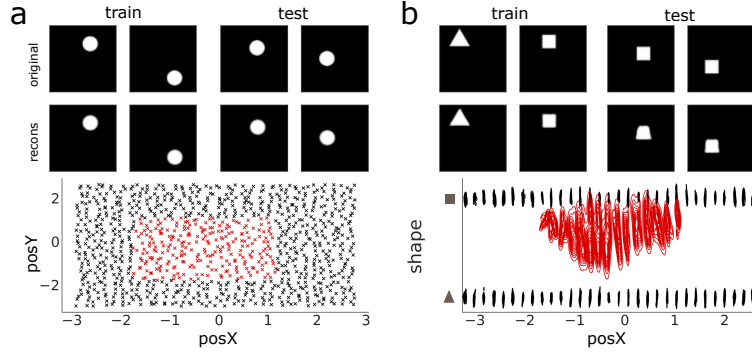 a
train
test
original
recons
posY
2
0
−2
−3
−2
−1
0
1
2
3
posX
b
train
test
shape
−3
−2
−1
0
1
2
posX